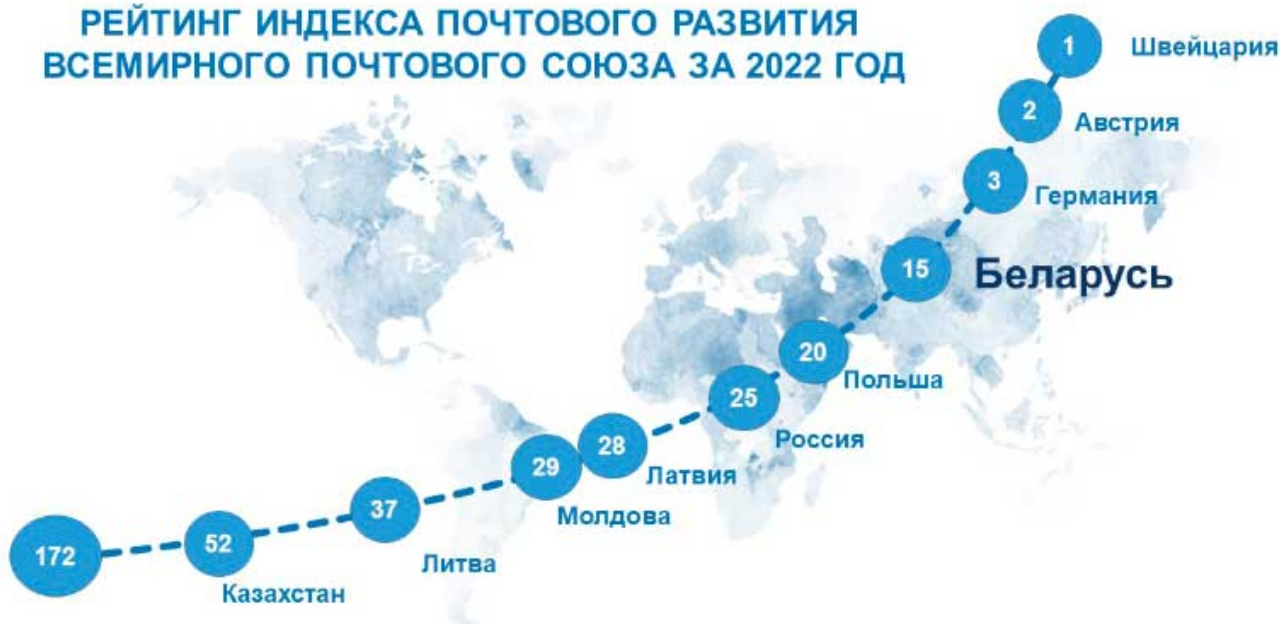 РЕЙТИНГ ИНДЕКСА ПОЧТОВОГО РАЗВИТИЯ
ВСЕМИРНОГО ПОЧТОВОГО СОЮЗА ЗА 2022 ГОД
1 Швейцария
2 Австрия
3 Германия
15 Беларусь
20 Польша
25 Россия
28 Латвия
29 Молдова
37 Литва
52 Казахстан
172